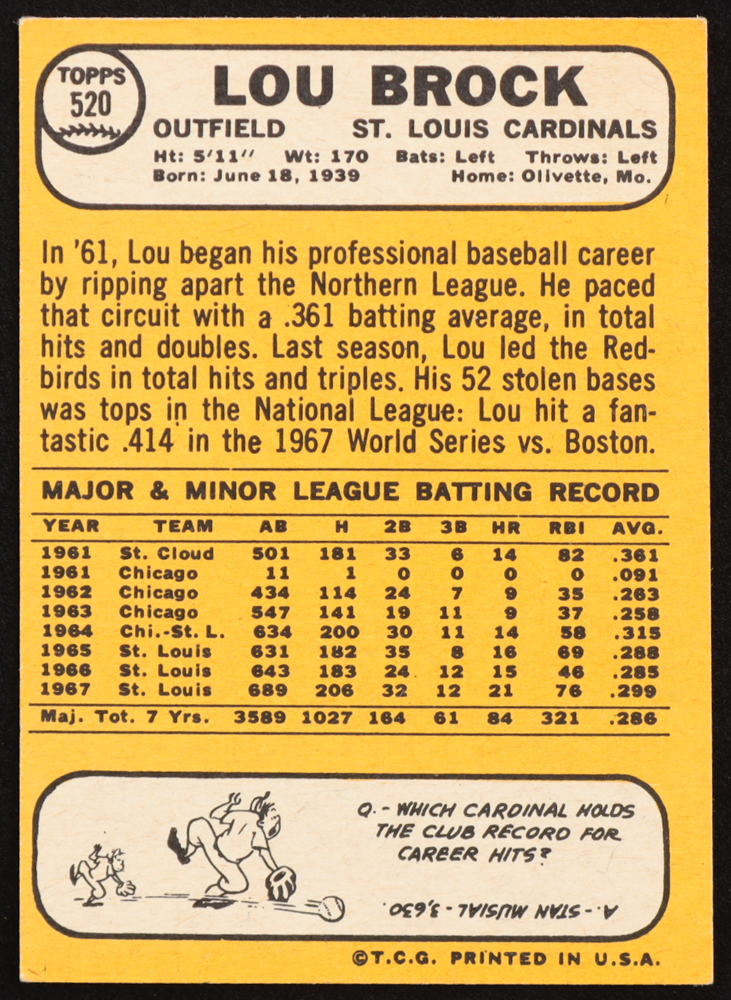 TOPPS
520
LOU BROCK
OUTFIELD ST. LOUIS CARDINALS
Ht: 5'11" Wt: 170 Bats: Left Throws: Left
Born: June 18, 1939 Home: Olivette, Mo.
In '61, Lou began his professional baseball career
by ripping apart the Northern League. He paced
that circuit with a .361 batting average, in total
hits and doubles. Last season, Lou led the Red-
birds in total hits and triples. His 52 stolen bases
was tops in the National League: Lou hit a fan-
tastic .414 in the 1967 World Series vs. Boston.
MAJOR & MINOR LEAGUE BATTING RECORD
YEAR TEAM AB H 2B 3B HR RBI AVG.
1961 St. Cloud 501 181 33 6 14 82 .361
1961 Chicago 11 1 0 0 0 0 .091
1962 Chicago 434 114 24 7 9 35 .263
1963 Chicago 547 141 19 11 9 37 .258
1964 Chi.-St. L. 634 200 30 11 14 58 .315
1965 St. Louis 631 182 35 8 16 69 .288
1966 St. Louis 643 183 24 12 15 46 .285
1967 St. Louis 689 206 32 12 21 76 .299
Maj. Tot. 7 Yrs. 3589 1027 164 61 84 321 .286
Q.- WHICH CARDINAL HOLDS
THE CLUB RECORD FOR
CAREER HITS?
A.- STAN MUSIAL - 3,630.
©T.C.G. PRINTED IN U.S.A.